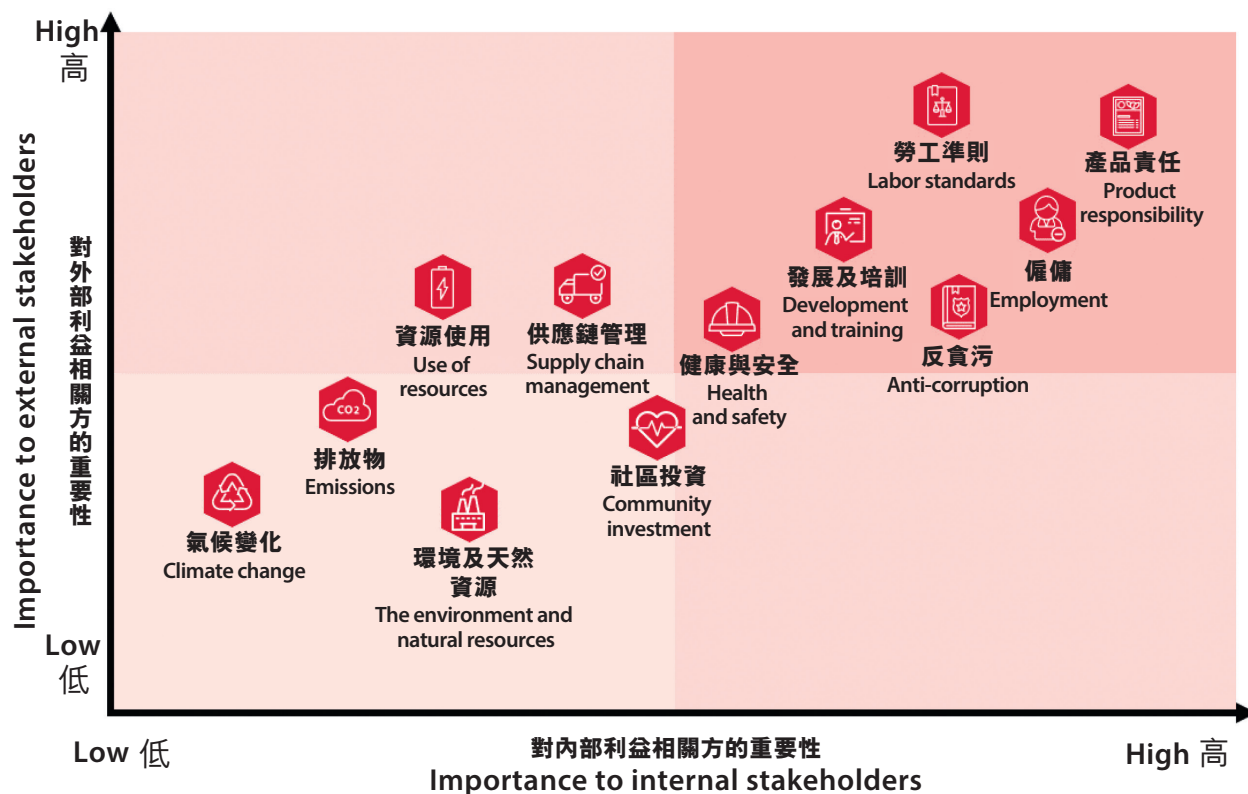 High
高
Importance to external stakeholders
對外部利益相關方的重要性
勞工準則
Labor standards
產品責任
Product
responsibility
發展及培訓
Development
and training
僱傭
Employment
資源使用
Use of
resources
供應鏈管理
Supply chain
management
健康與安全
Health
and safety
反貪污
Anti-corruption
CO2
排放物
Emissions
社區投資
Community
investment
氣候變化
Climate change
環境及天然
資源
The environment and
natural resources
Low
低
Low 低
對內部利益相關方的重要性
Importance to internal stakeholders
High 高